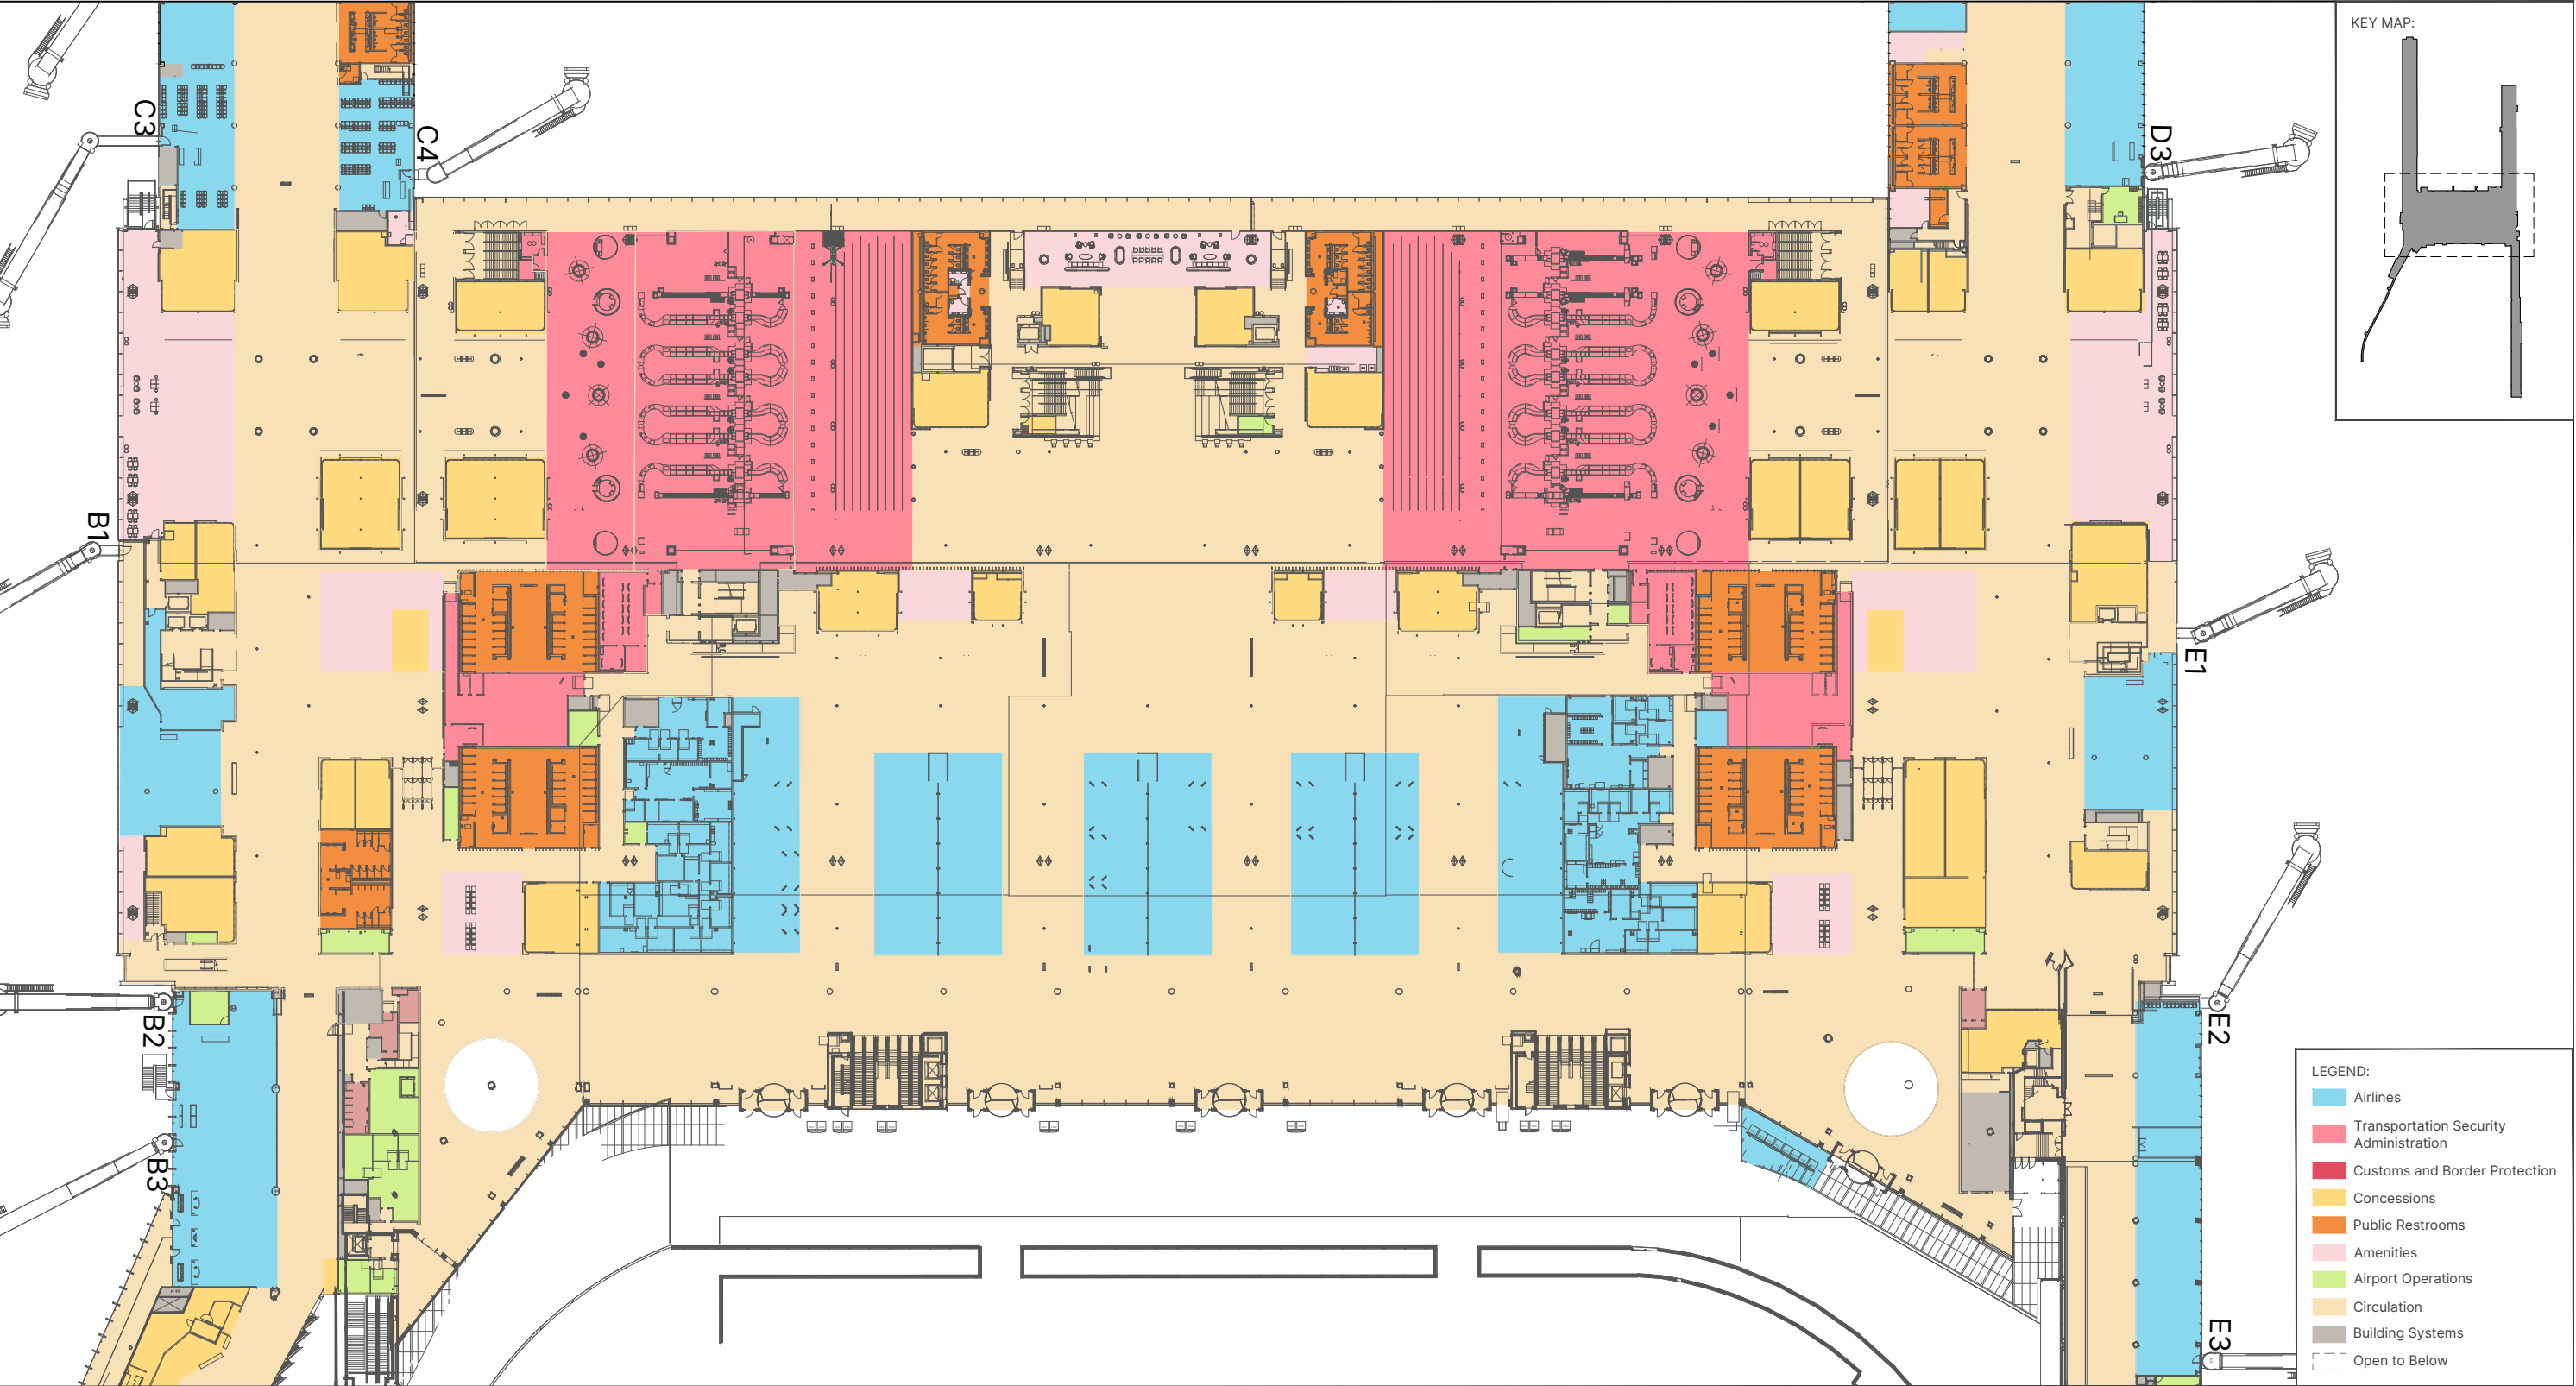 KEY MAP:
C3
C4
D3
B1
E1
B2
E2
B3
E3
LEGEND:
Airlines
Transportation Security
Administration
Customs and Border Protection
Concessions
Public Restrooms
Amenities
Airport Operations
Circulation
Building Systems
Open to Below